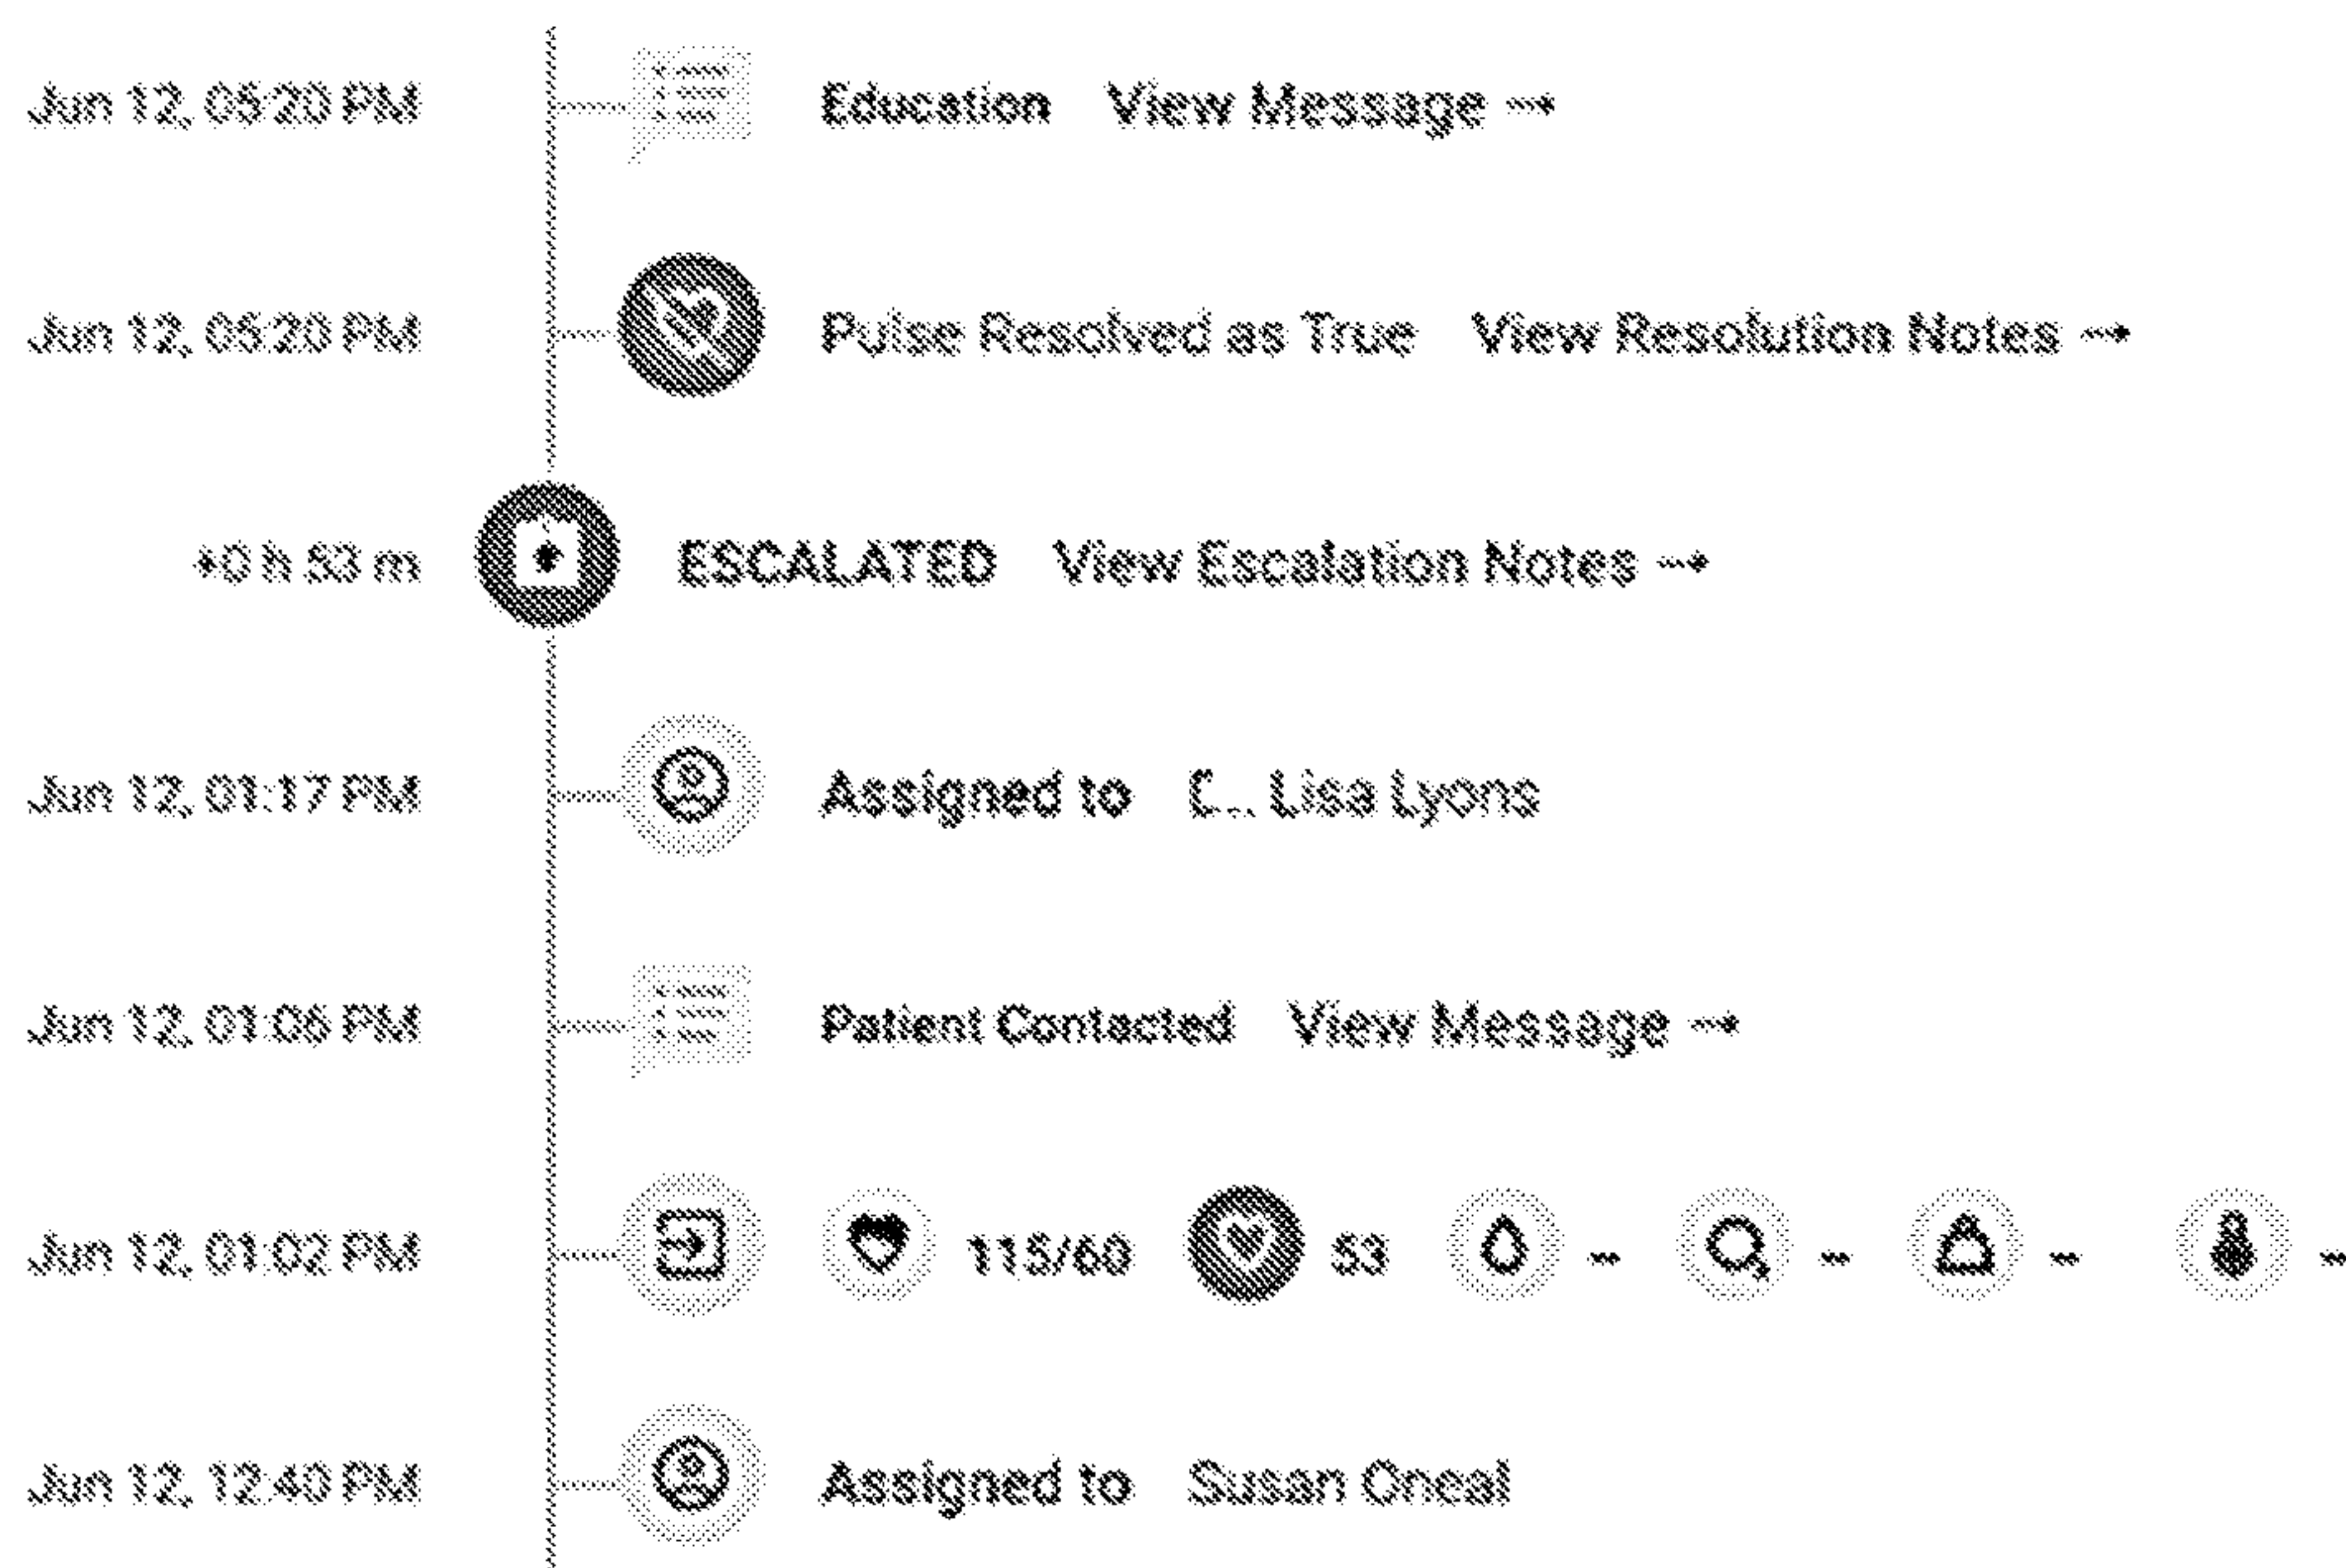 Jun 12, 05:20 PM Education View Message →
Jun 12, 05:20 PM Pulse Resolved as True View Resolution Notes →
+0 h 53 m ESCALATED View Escalation Notes →
Jun 12, 01:17 PM Assigned to [... Lisa Lyons
Jun 12, 01:06 PM Patient Contacted View Message →
Jun 12, 01:02 PM 115/60 53 -- -- -- --
Jun 12, 12:40 PM Assigned to Susan Oneal